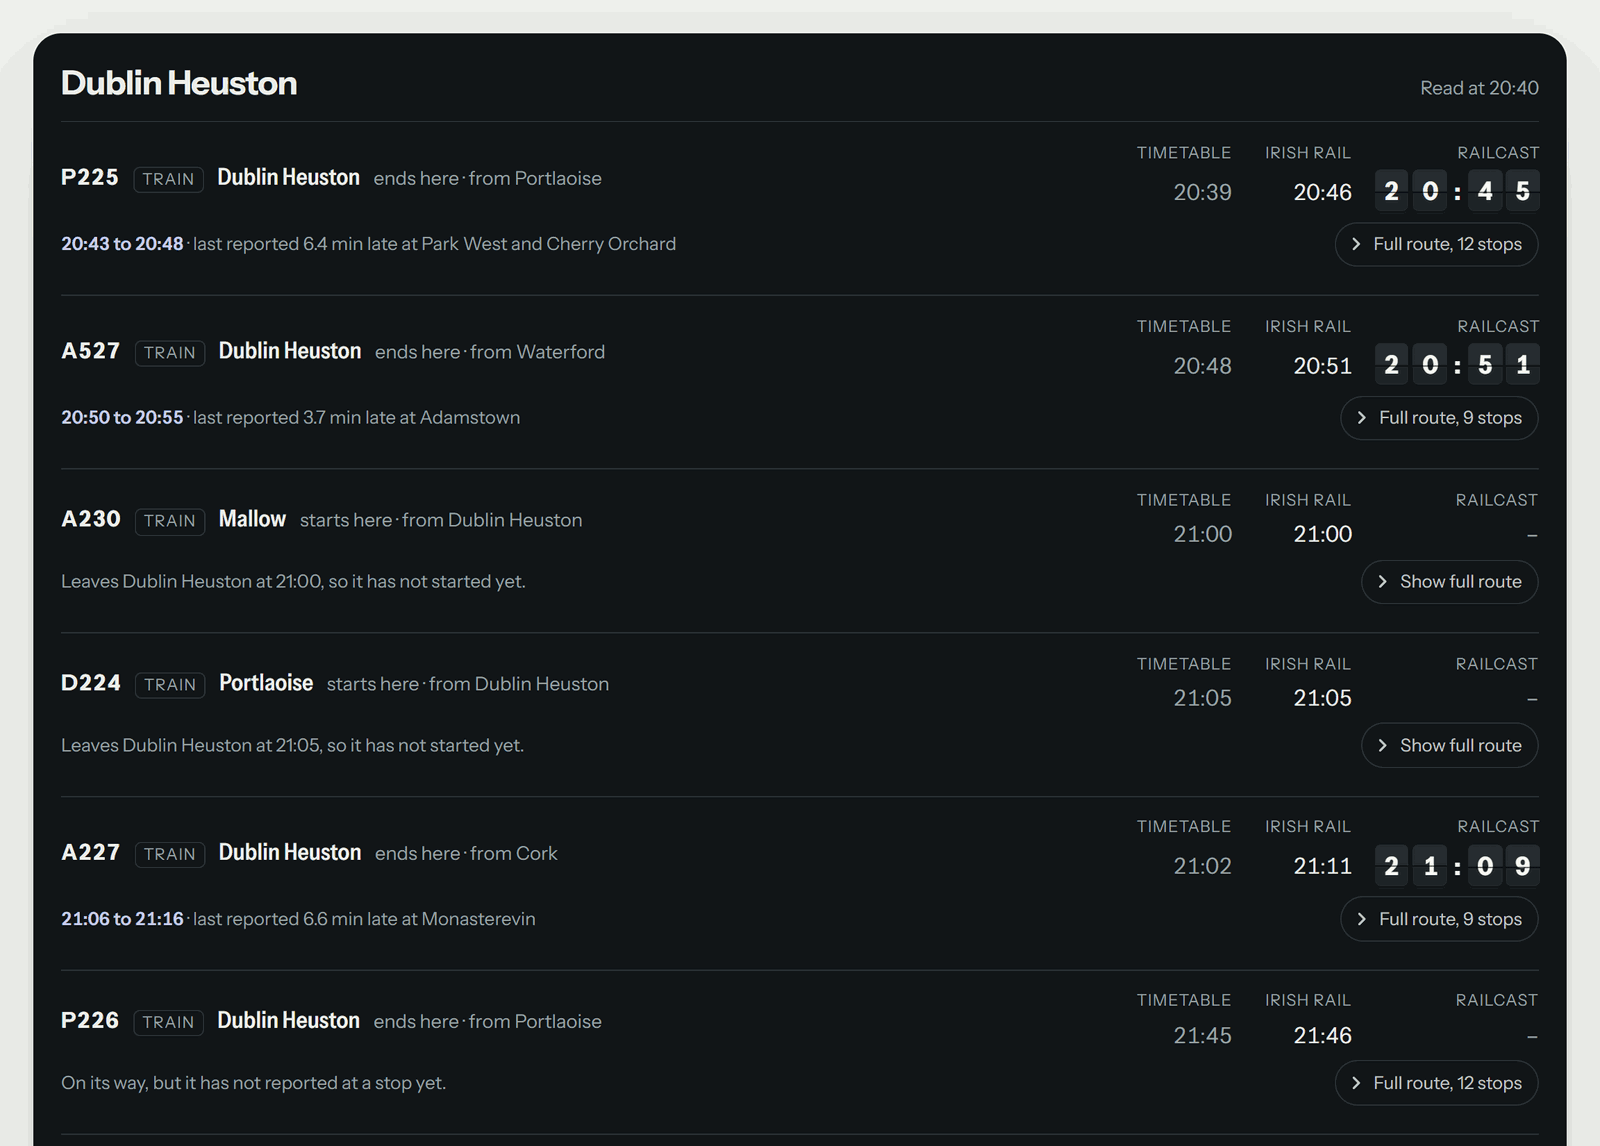 Dublin Heuston
Read at 20:40
TIMETABLE IRISH RAIL RAILCAST
P225 TRAIN Dublin Heuston ends here · from Portlaoise
20:39 20:46 20:45
20:43 to 20:48 · last reported 6.4 min late at Park West and Cherry Orchard
Full route, 12 stops
TIMETABLE IRISH RAIL RAILCAST
A527 TRAIN Dublin Heuston ends here · from Waterford
20:48 20:51 20:51
20:50 to 20:55 · last reported 3.7 min late at Adamstown
Full route, 9 stops
TIMETABLE IRISH RAIL RAILCAST
A230 TRAIN Mallow starts here · from Dublin Heuston
21:00 21:00 –
Leaves Dublin Heuston at 21:00, so it has not started yet.
Show full route
TIMETABLE IRISH RAIL RAILCAST
D224 TRAIN Portlaoise starts here · from Dublin Heuston
21:05 21:05 –
Leaves Dublin Heuston at 21:05, so it has not started yet.
Show full route
TIMETABLE IRISH RAIL RAILCAST
A227 TRAIN Dublin Heuston ends here · from Cork
21:02 21:11 21:09
21:06 to 21:16 · last reported 6.6 min late at Monasterevin
Full route, 9 stops
TIMETABLE IRISH RAIL RAILCAST
P226 TRAIN Dublin Heuston ends here · from Portlaoise
21:45 21:46 –
On its way, but it has not reported at a stop yet.
Full route, 12 stops